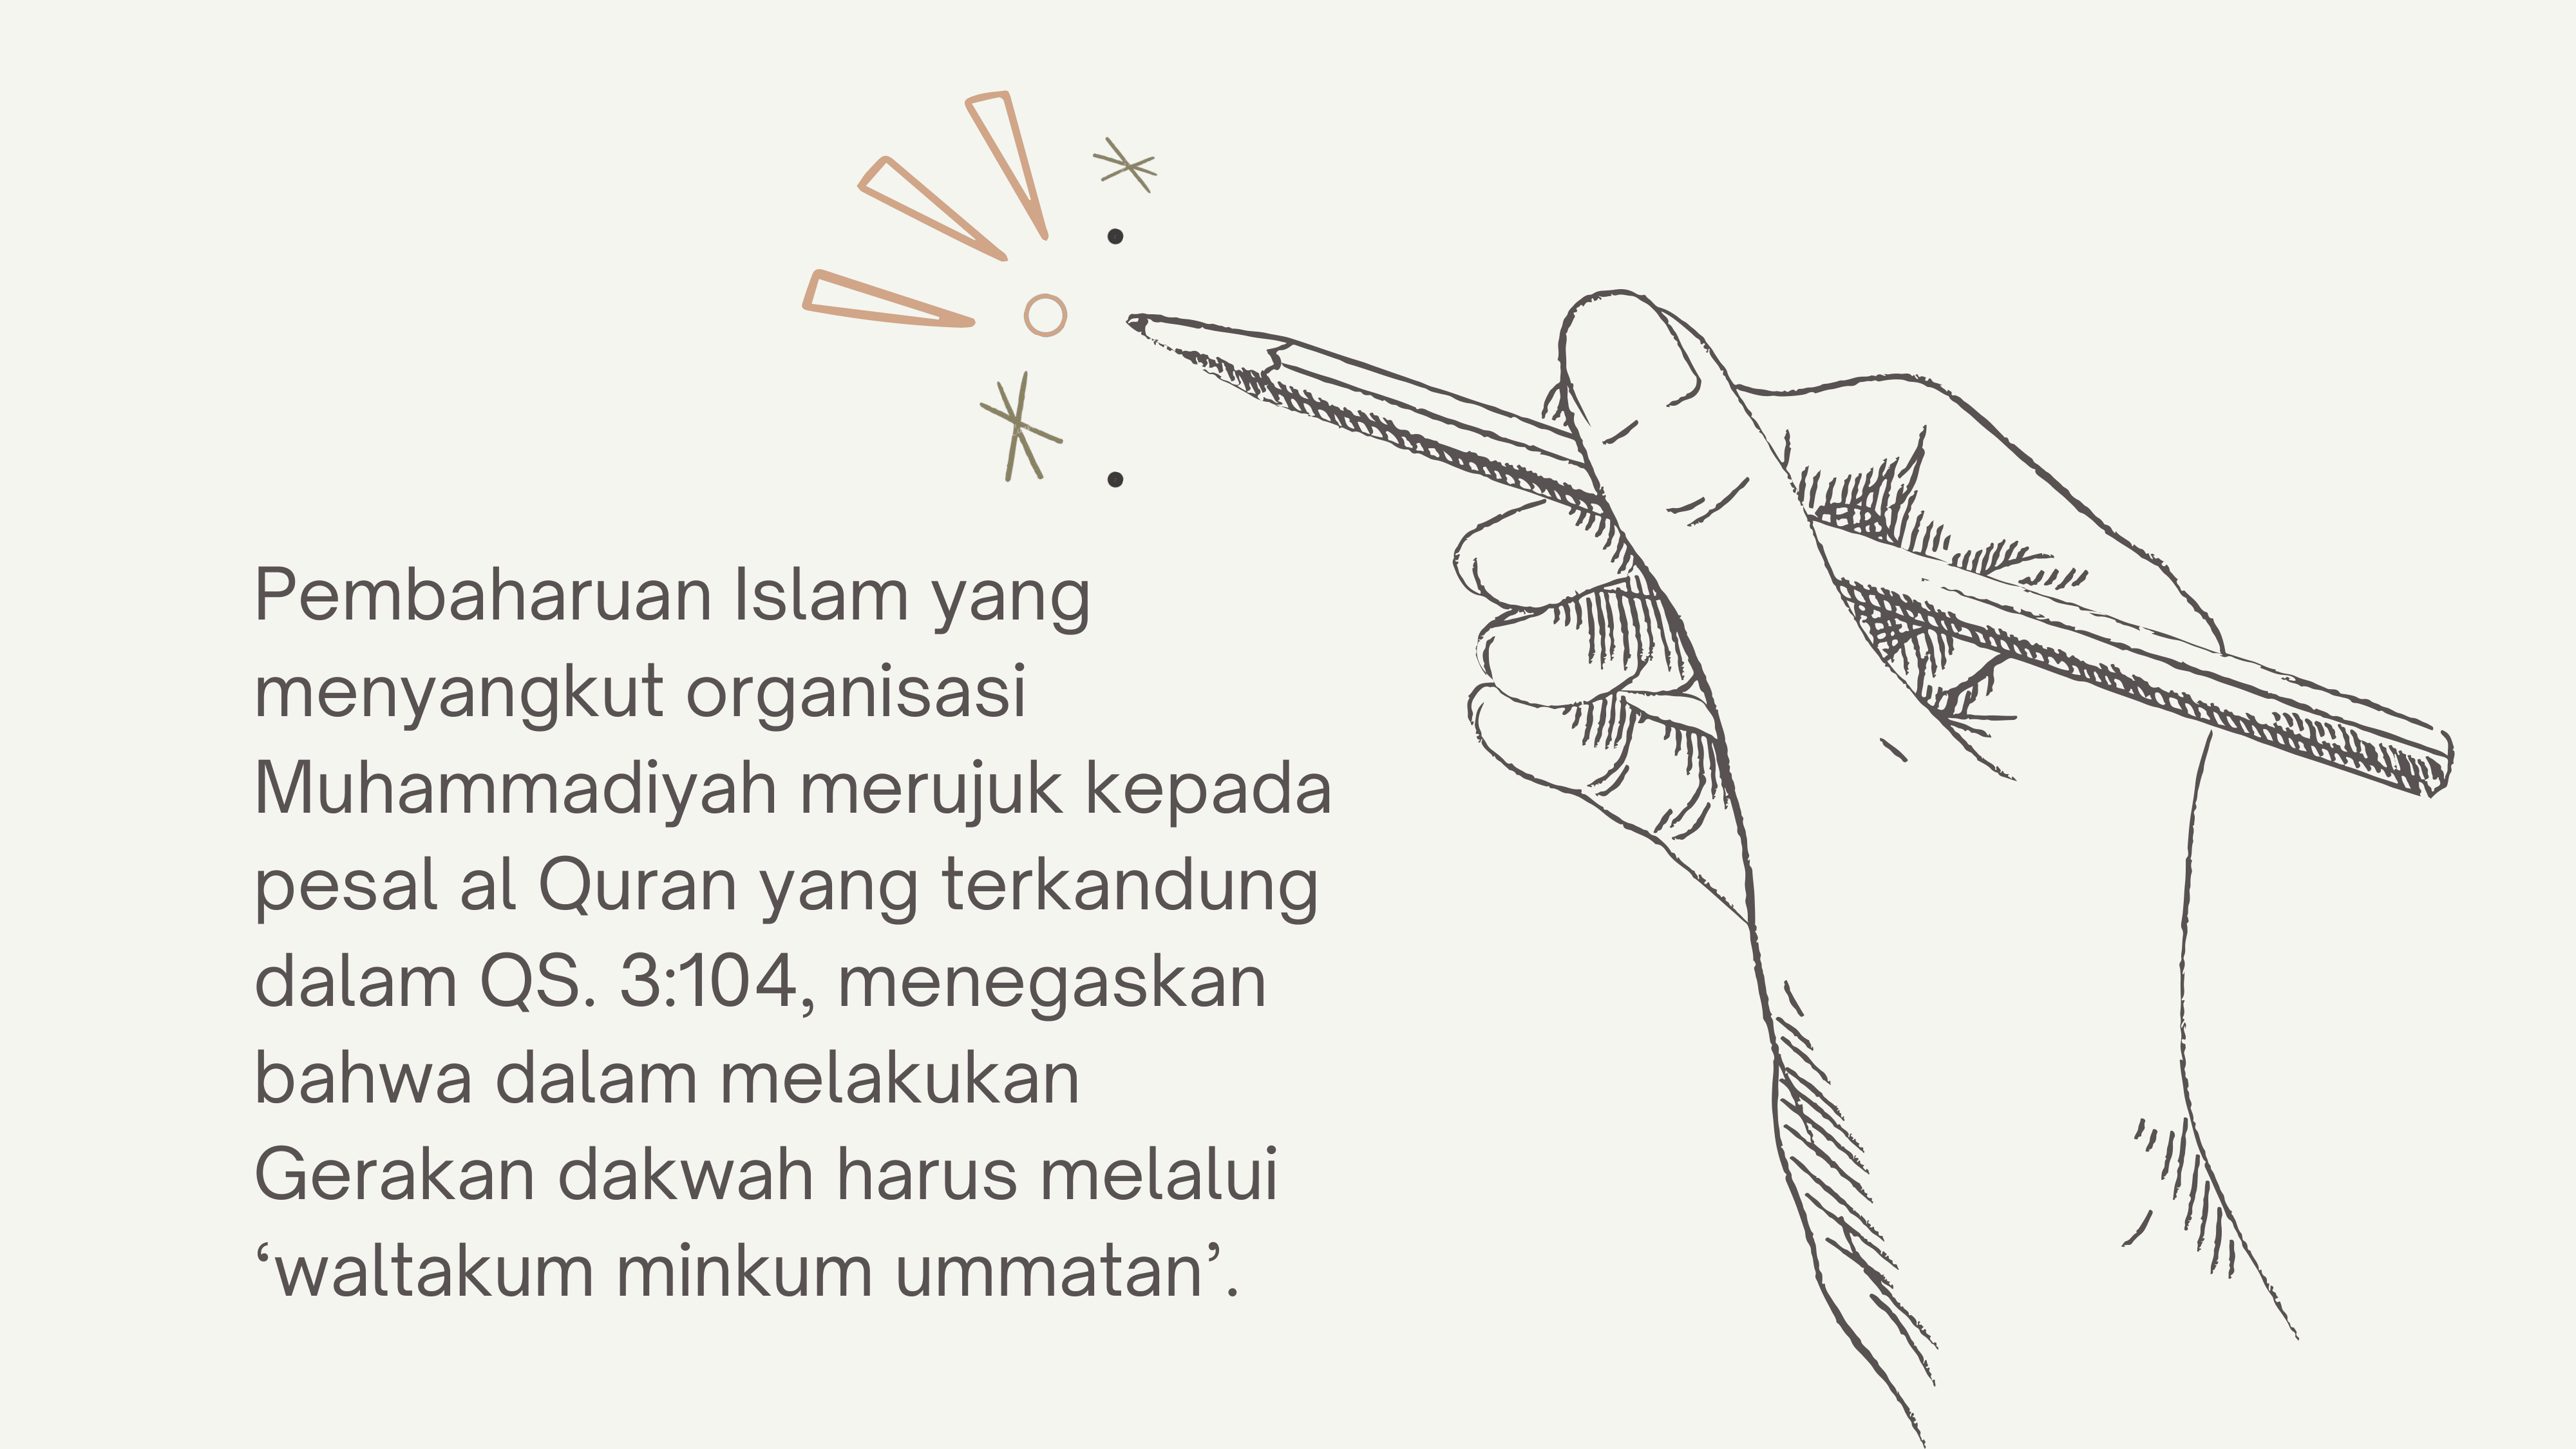 Pembaharuan Islam yang
menyangkut organisasi
Muhammadiyah merujuk kepada
pesal al Quran yang terkandung
dalam QS. 3:104, menegaskan
bahwa dalam melakukan
Gerakan dakwah harus melalui
‘waltakum minkum ummatan’.